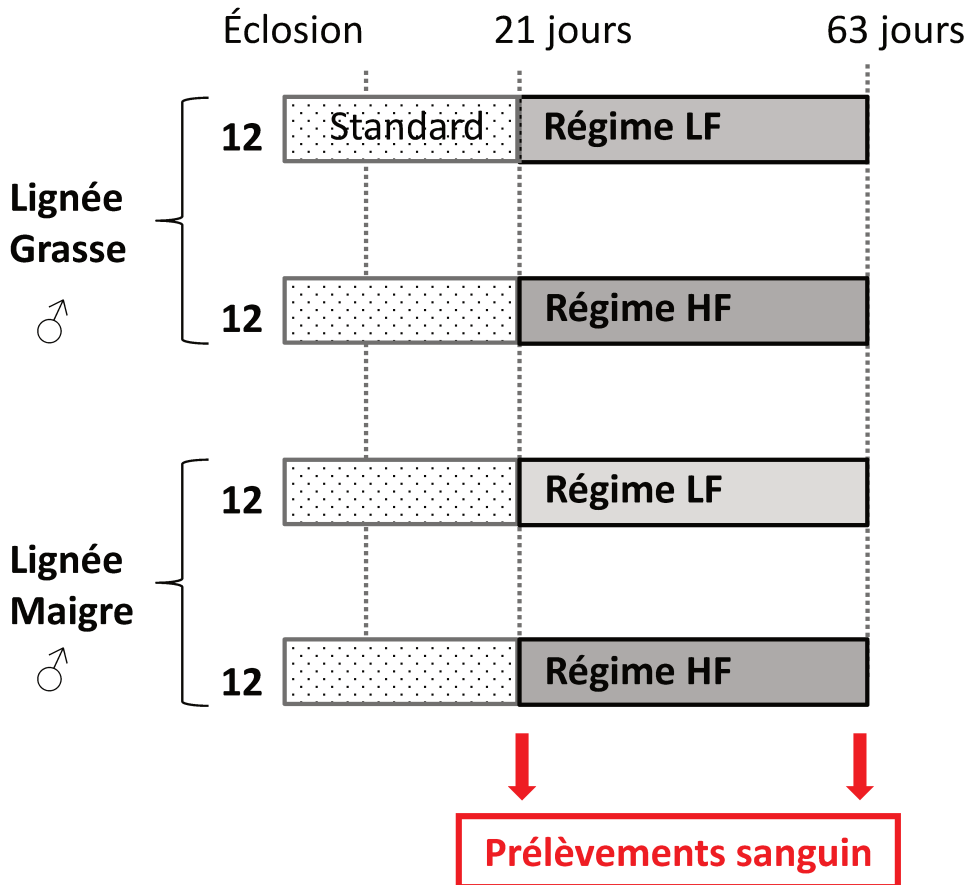 Éclosion 21 jours 63 jours
12 Standard Régime LF
Lignée
Grasse
♂
12 Régime HF
12 Régime LF
Lignée
Maigre
♂
12 Régime HF
Prélèvements sanguin